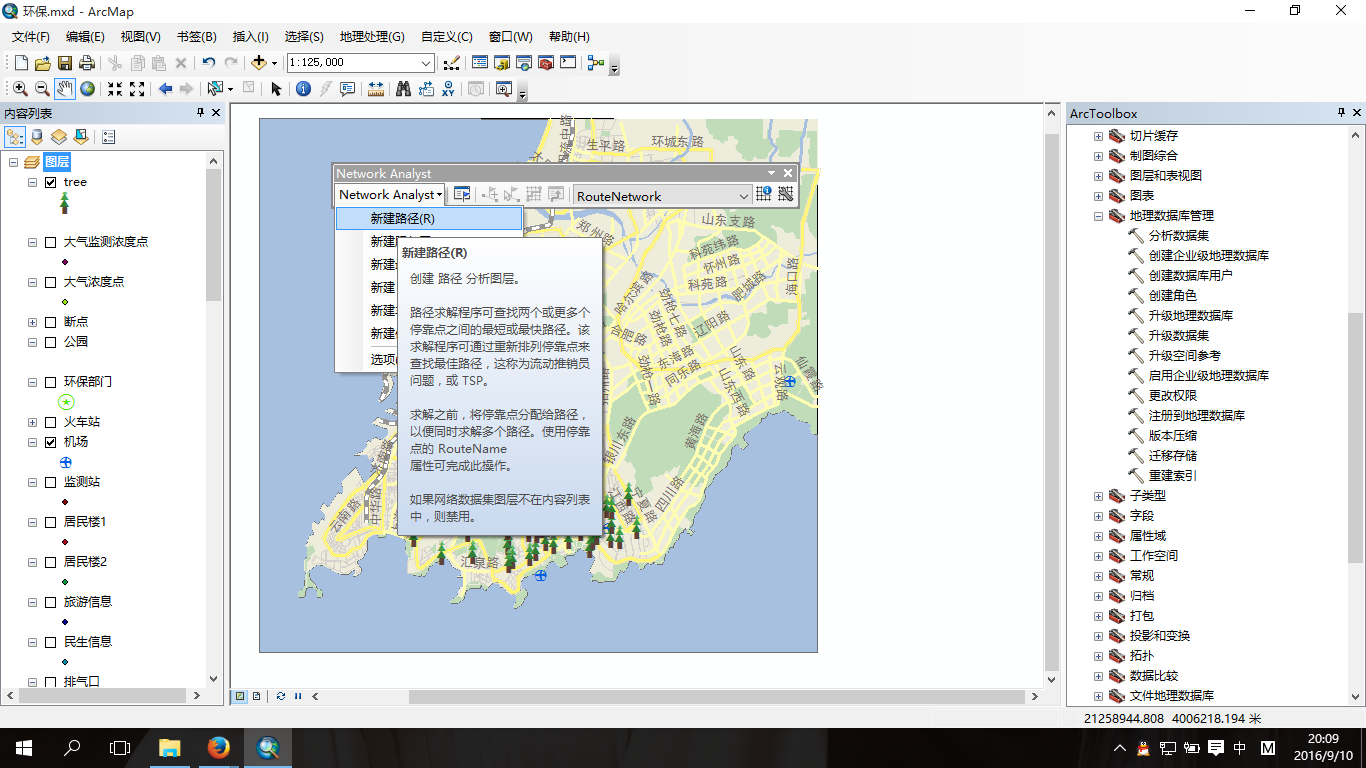 环保.mxd - ArcMap
文件(F) 编辑(E) 视图(V) 书签(B) 插入(I) 选择(S) 地理处理(G) 自定义(C) 窗口(W) 帮助(H)
1:125,000
内容列表
图层
tree
大气监测浓度点
大气浓度点
断点
公园
环保部门
火车站
机场
监测站
居民楼1
居民楼2
旅游信息
民生信息
排气口
生平路
环城东路
Network Analyst
Network Analyst
RouteNetwork
新建路径(R)
新建
新建
新建
新建
新建
选项(
新建路径(R)
创建 路径 分析图层。
路径求解程序可查找两个或更多个
停靠点之间的最短或最快路径。该
求解程序可通过重新排列停靠点来
查找最佳路径，这称为流动推销员
问题，或 TSP。
求解之前，将停靠点分配给路径，
以便同时求解多个路径。使用停靠
点的 RouteName
属性可完成此操作。
如果网络数据集图层不在内容列表
中，则禁用。
山东支路
郑州路
科苑纬路
怀州路
科苑路
肥城路
海口路
哈尔滨路
劲松七路
劲松路
合肥路
辽阳路
东海路
同乐路
劲松一路
山东路
山东西路
云观路
仙霞路
银川东路
黄海路
四川路
宁夏路
江西路
云南路
中华路
汇泉路
ArcToolbox
切片缓存
制图综合
图层和表视图
图表
地理数据库管理
分析数据集
创建企业级地理数据库
创建数据库用户
创建角色
升级地理数据库
升级数据集
升级空间参考
启用企业级地理数据库
更改权限
注册到地理数据库
版本压缩
迁移存储
重建索引
子类型
字段
属性域
工作空间
常规
归档
打包
投影和变换
拓扑
数据比较
文件地理数据库
21258944.808 4006218.194 米
中
M
20:09
2016/9/10